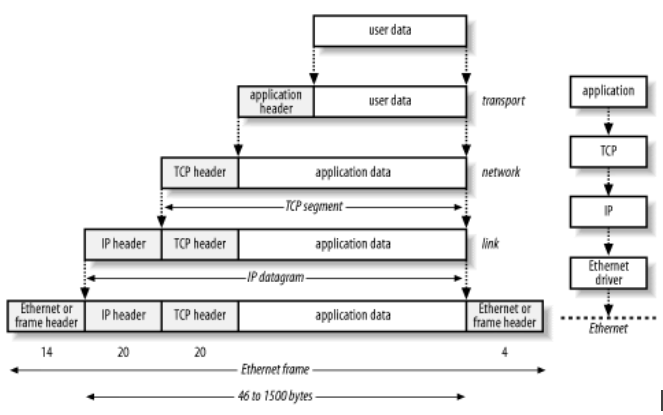 user data
application header user data transport
TCP header application data network
TCP segment
IP header TCP header application data link
IP datagram
Ethernet or frame header IP header TCP header application data Ethernet or frame header
14 20 20 4
Ethernet frame
46 to 1500 bytes
application
TCP
IP
Ethernet
driver
Ethernet